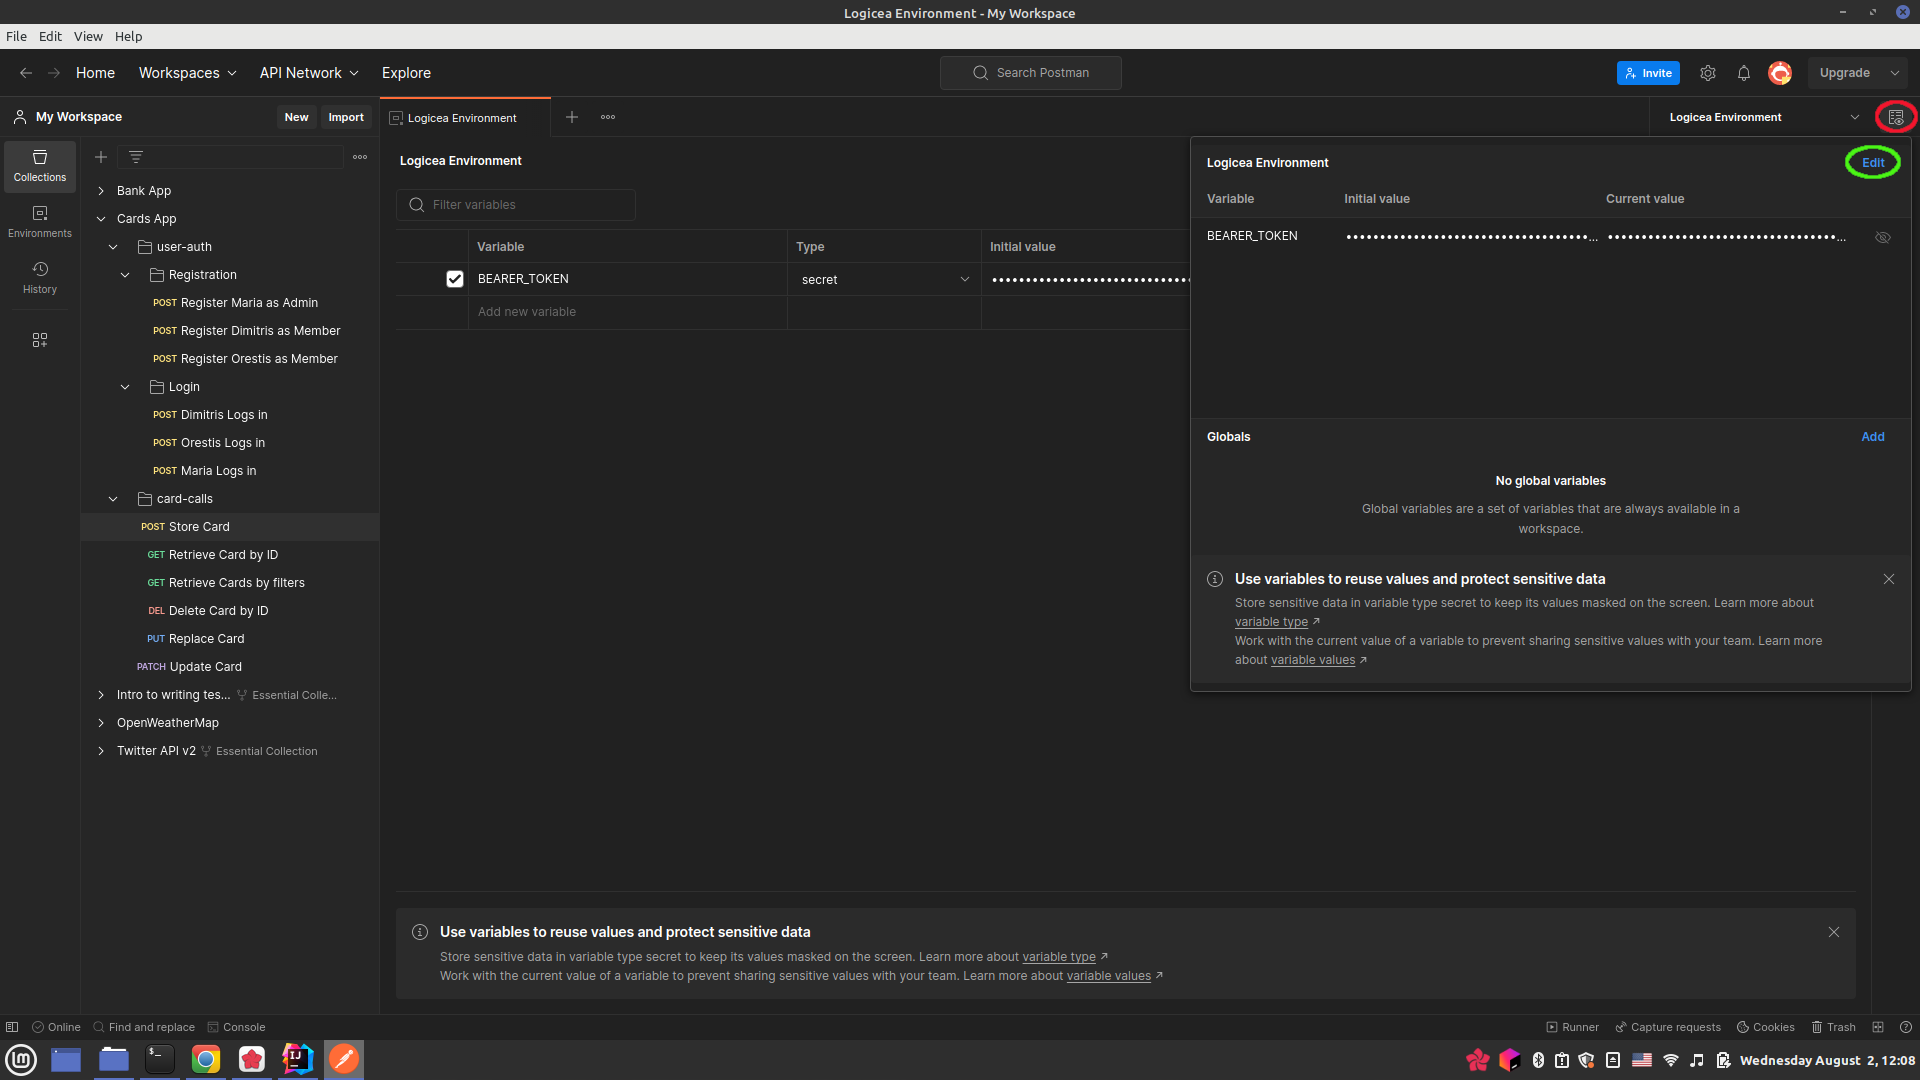 Logicea Environment - My Workspace
File Edit View Help
Home Workspaces API Network Explore
Search Postman
Invite
Upgrade
My Workspace
New Import
Logicea Environment
Logicea Environment
Collections
Environments
History
Bank App
Cards App
user-auth
Registration
POST Register Maria as Admin
POST Register Dimitris as Member
POST Register Orestis as Member
Login
POST Dimitris Logs in
POST Orestis Logs in
POST Maria Logs in
card-calls
POST Store Card
GET Retrieve Card by ID
GET Retrieve Cards by filters
DEL Delete Card by ID
PUT Replace Card
PATCH Update Card
Intro to writing tes... Essential Colle...
OpenWeatherMap
Twitter API v2 Essential Collection
Logicea Environment
Filter variables
Variable Type Initial value
BEARER_TOKEN secret ••••••••••••••••••••••••••••••
Add new variable
Logicea Environment Edit
Variable Initial value Current value
BEARER_TOKEN •••••••••••••••••••••••••••••••••••••... ••••••••••••••••••••••••••••••••••...
Globals Add
No global variables
Global variables are a set of variables that are always available in a
workspace.
Use variables to reuse values and protect sensitive data
Store sensitive data in variable type secret to keep its values masked on the screen. Learn more about
variable type ↗
Work with the current value of a variable to prevent sharing sensitive values with your team. Learn more
about variable values ↗
Use variables to reuse values and protect sensitive data
Store sensitive data in variable type secret to keep its values masked on the screen. Learn more about variable type ↗
Work with the current value of a variable to prevent sharing sensitive values with your team. Learn more about variable values ↗
Online Find and replace Console
Runner Capture requests Cookies Trash
Wednesday August 2, 12:08